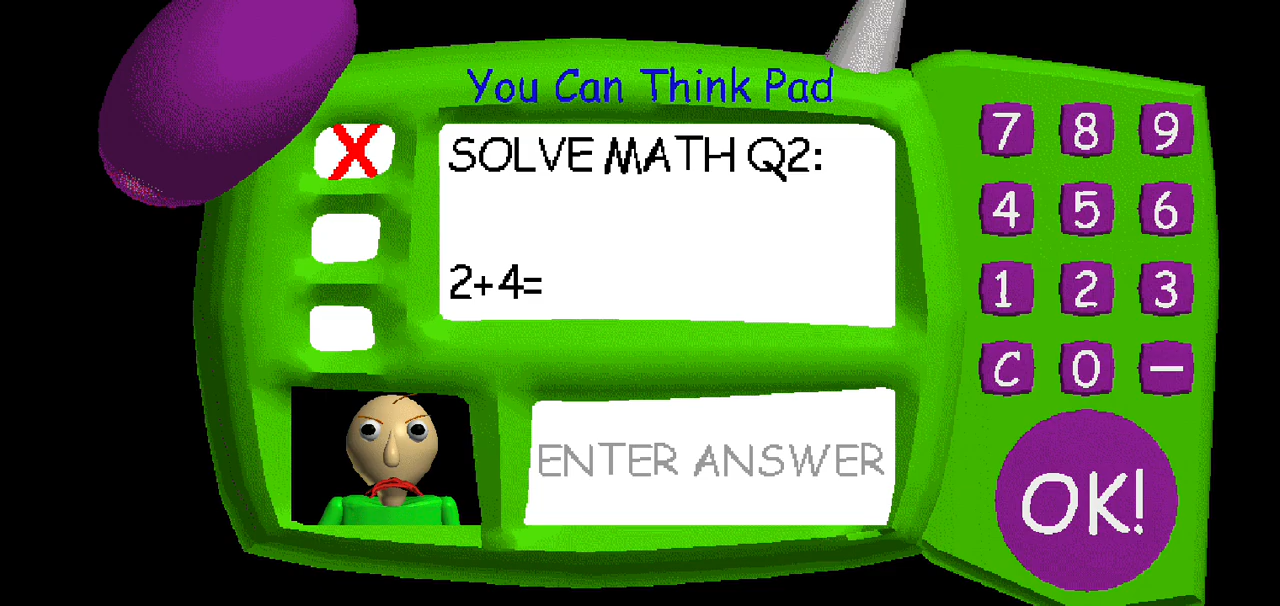 You Can Think Pad
SOLVE MATH Q2:
2+4=
ENTER ANSWER
7 8 9
4 5 6
1 2 3
C 0 –
OK!